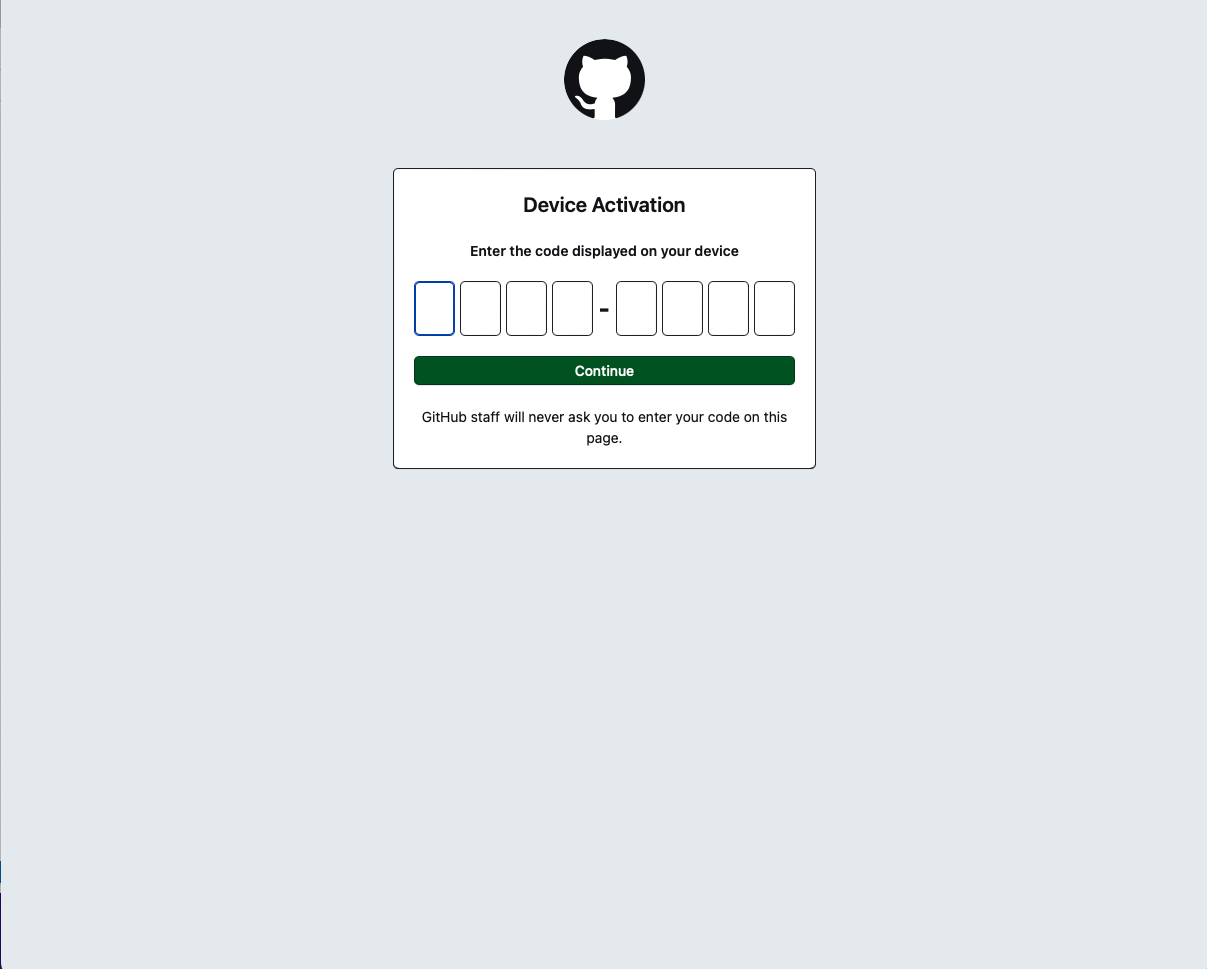 Device Activation
Enter the code displayed on your device
-
Continue
GitHub staff will never ask you to enter your code on this
page.